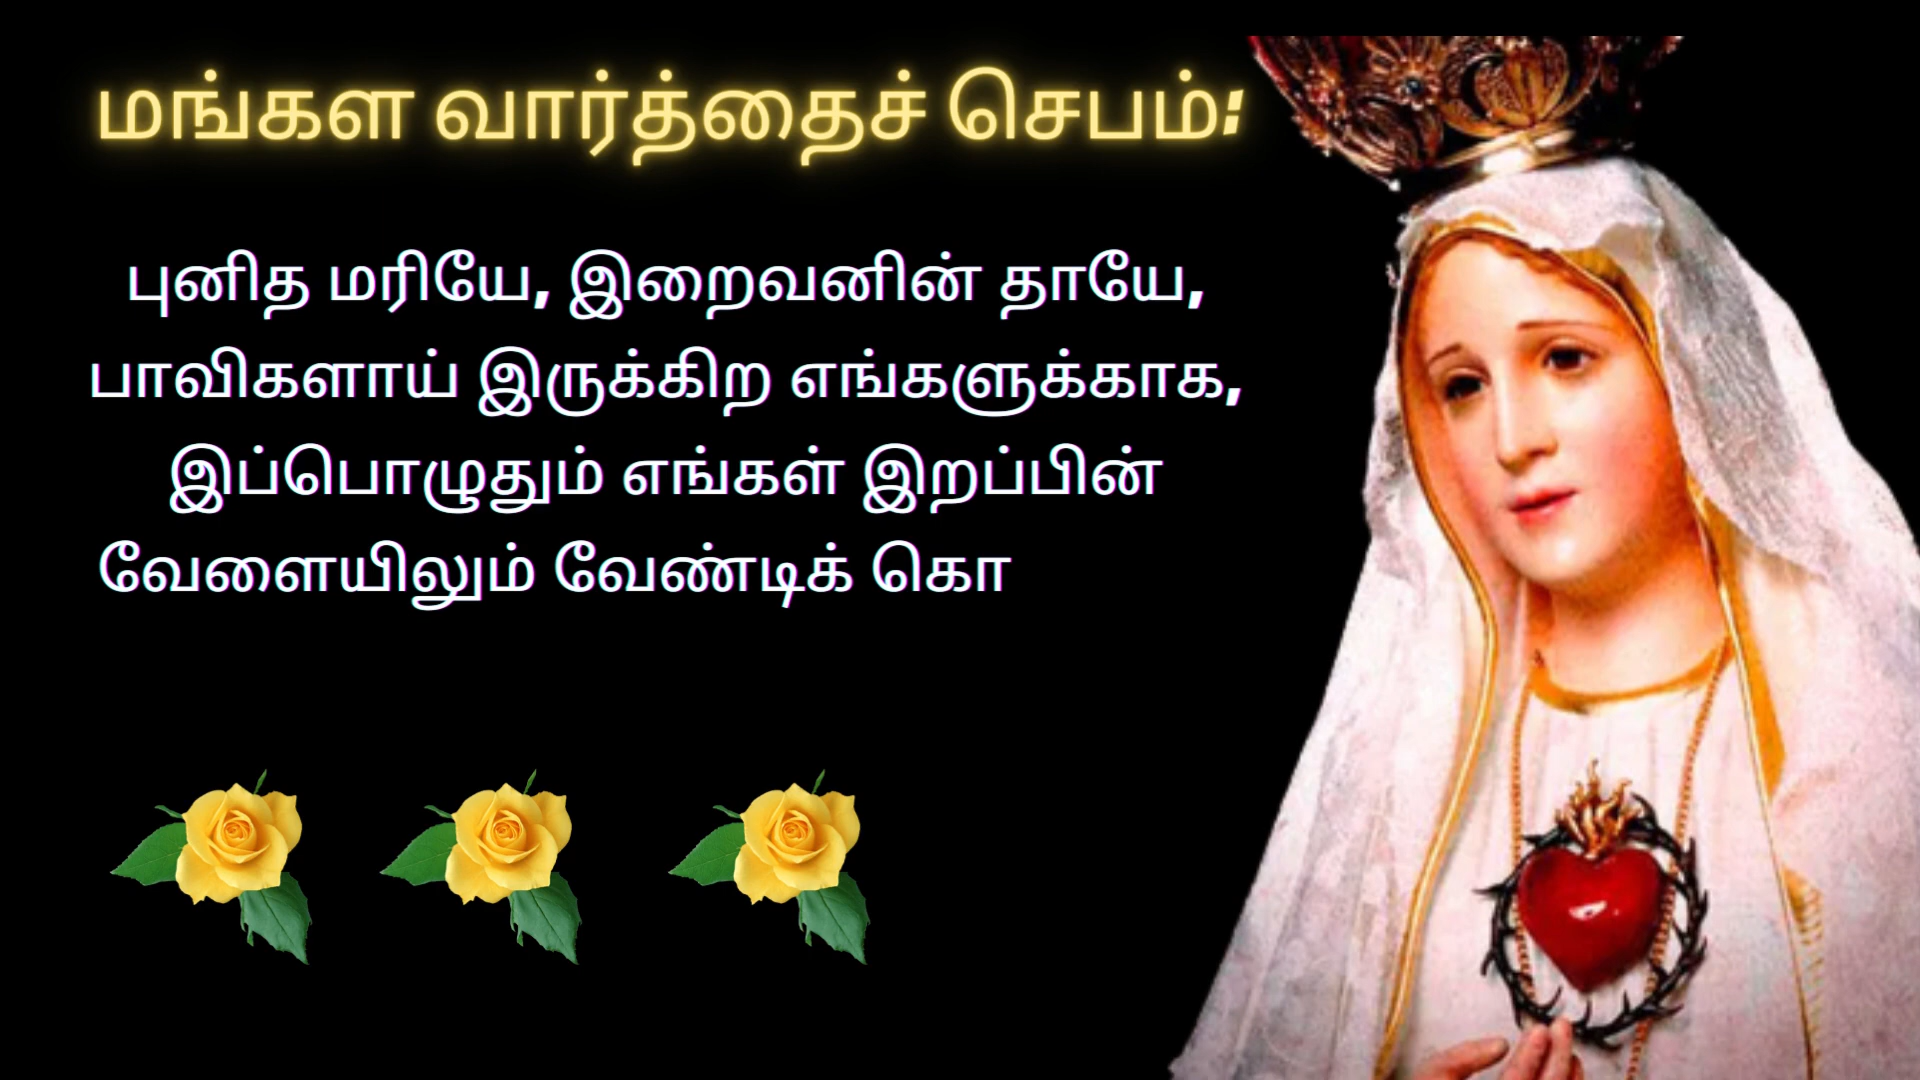 மங்கள வார்த்தைச் செபம்:
புனித மரியே, இறைவனின் தாயே,
பாவிகளாய் இருக்கிற எங்களுக்காக,
இப்பொழுதும் எங்கள் இறப்பின்
வேளையிலும் வேண்டிக் கொ